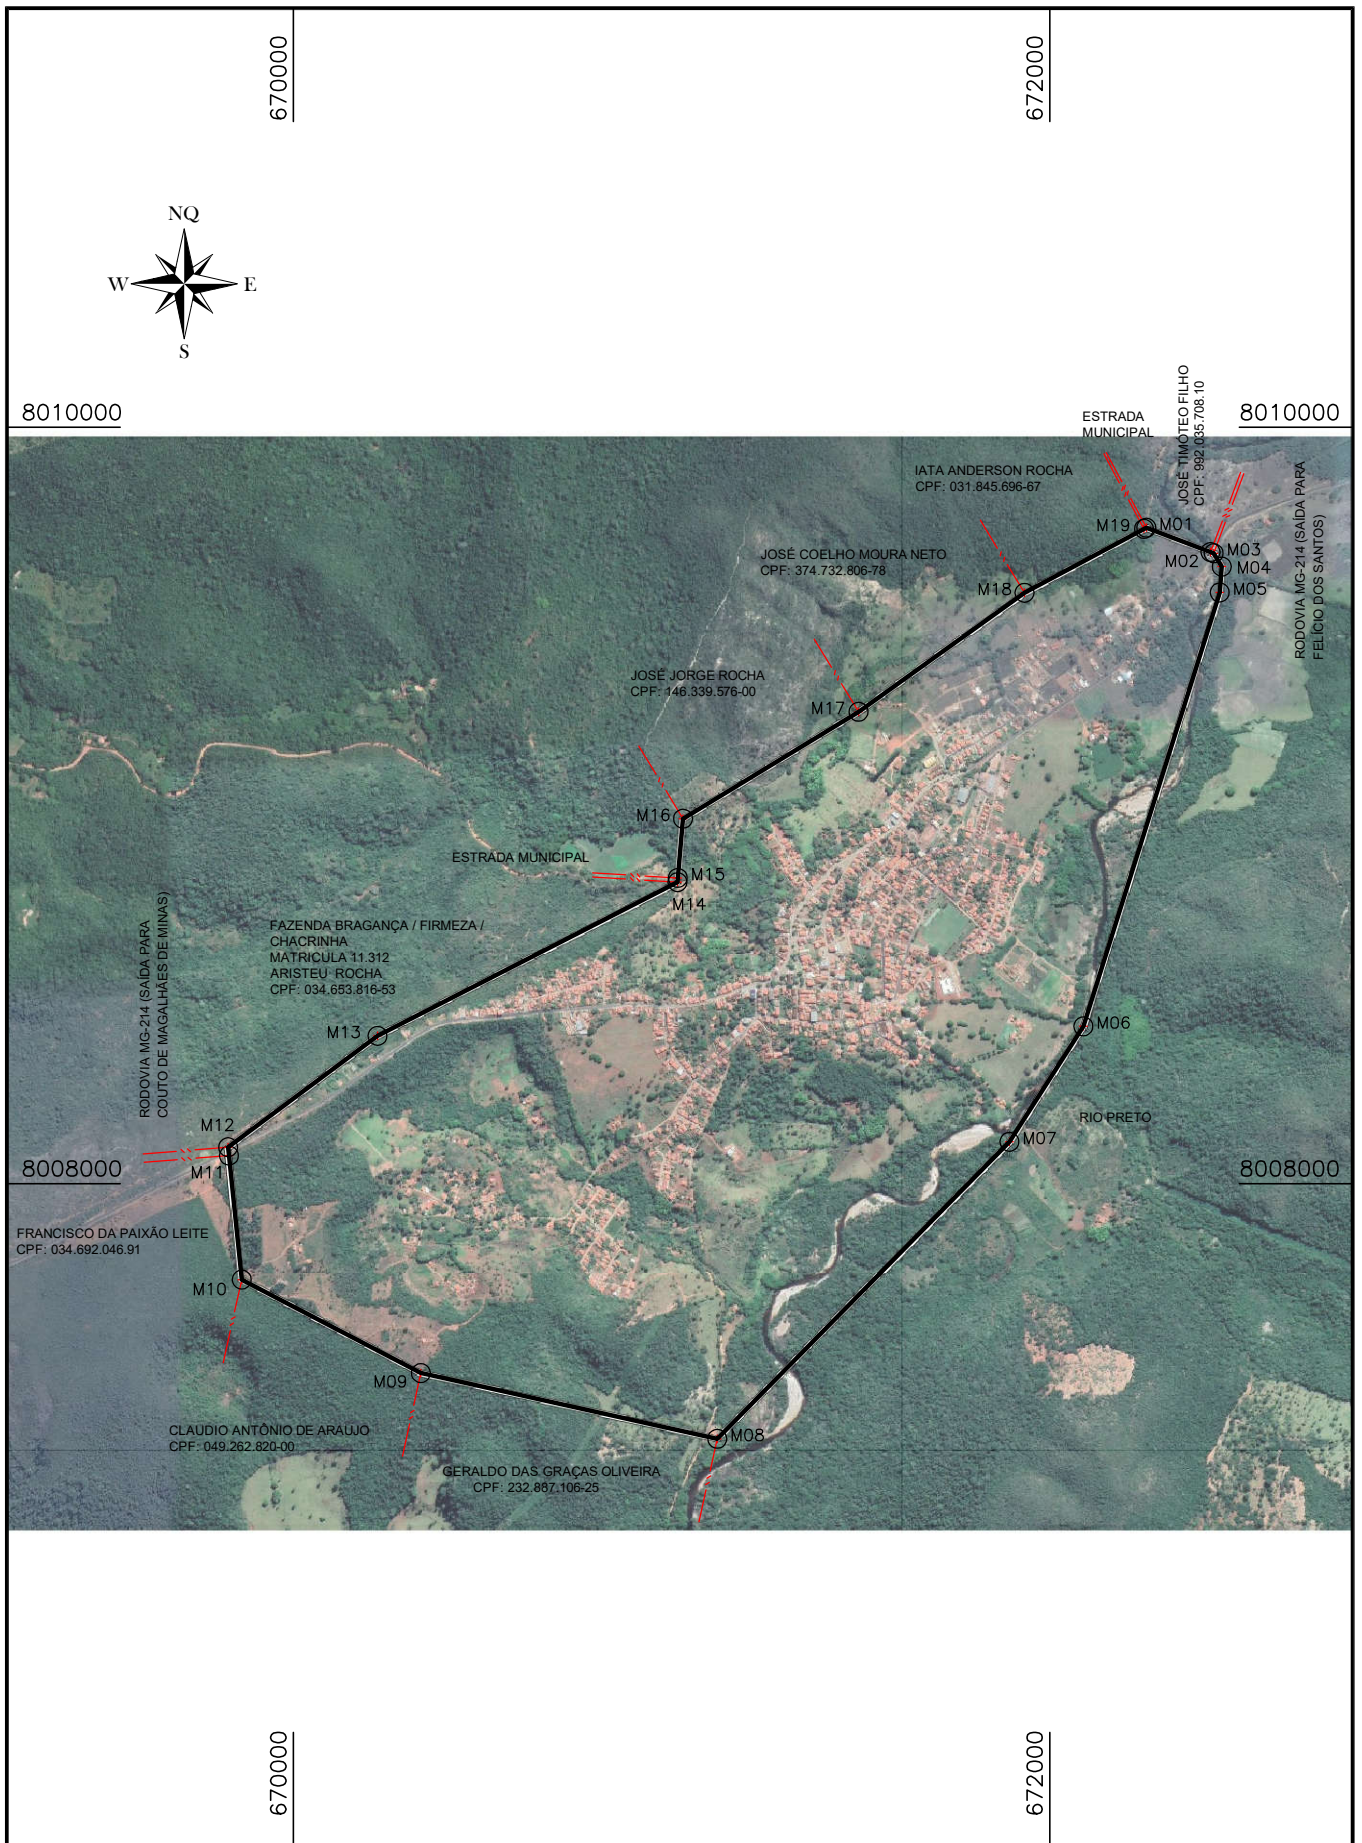 670000
672000
NQ
W
E
S
8010000
8010000
ESTRADA
MUNICIPAL
JOSÉ TIMÓTEO FILHO
CPF: 992.035.708.10
IATA ANDERSON ROCHA
CPF: 031.845.696-67
RODOVIA MG-214 (SAÍDA PARA
FELÍCIO DOS SANTOS)
M19
M01
JOSÉ COELHO MOURA NETO
CPF: 374.732.806-78
M02
M03
M04
M18
M05
JOSÉ JORGE ROCHA
CPF: 146.339.576-00
M17
M16
ESTRADA MUNICIPAL
M15
M14
RODOVIA MG-214 (SAÍDA PARA
COUTO DE MAGALHÃES DE MINAS)
FAZENDA BRAGANÇA / FIRMEZA /
CHACRINHA
MATRICULA 11.312
ARISTEU ROCHA
CPF: 034.653.816-53
M13
M06
RIO PRETO
M12
M07
M11
8008000
8008000
FRANCISCO DA PAIXÃO LEITE
CPF: 034.692.046.91
M10
M09
CLAUDIO ANTÔNIO DE ARAUJO
CPF: 049.262.820-00
M08
GERALDO DAS GRAÇAS OLIVEIRA
CPF: 232.887.106-25
670000
672000